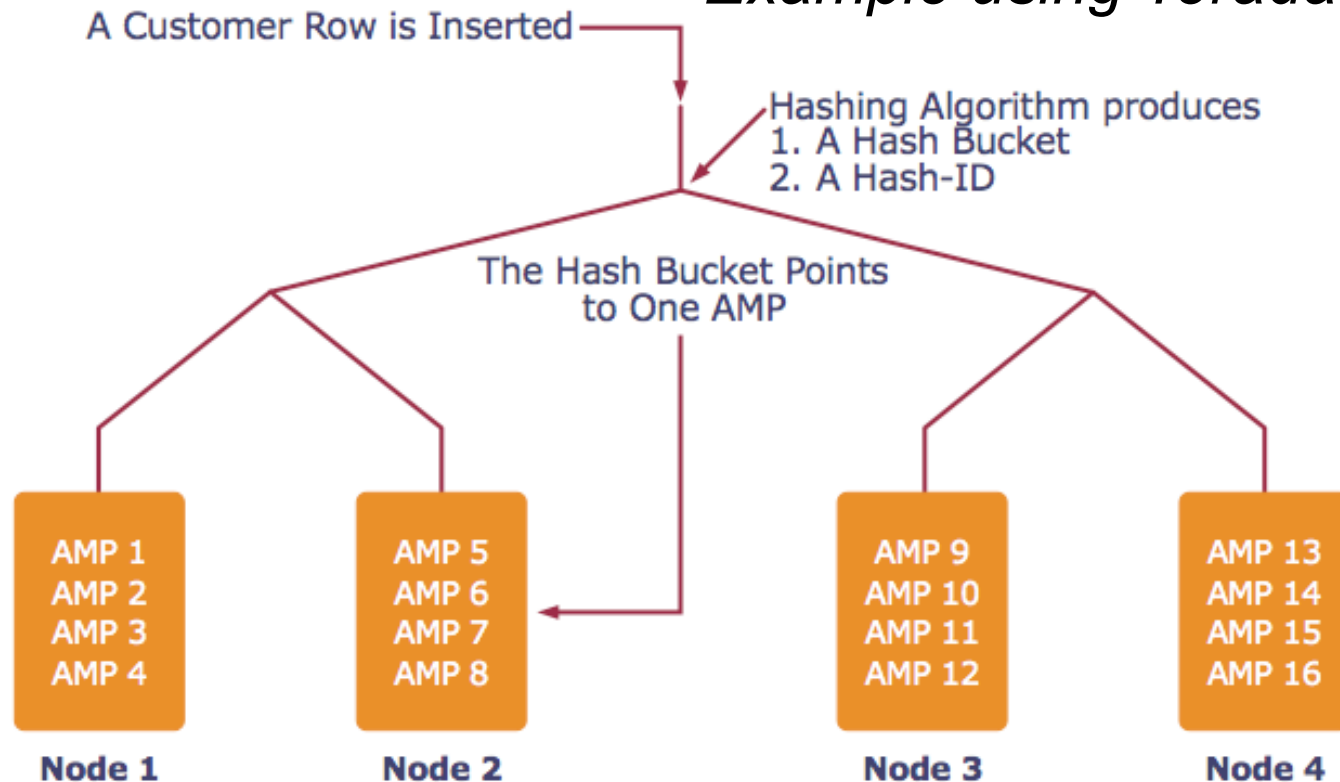 Example using
A Customer Row is Inserted
Hashing Algorithm produces
1. A Hash Bucket
2. A Hash-ID
The Hash Bucket Points
to One AMP
AMP 1
AMP 2
AMP 3
AMP 4
Node 1
AMP 5
AMP 6
AMP 7
AMP 8
Node 2
AMP 9
AMP 10
AMP 11
AMP 12
Node 3
AMP 13
AMP 14
AMP 15
AMP 16
Node 4